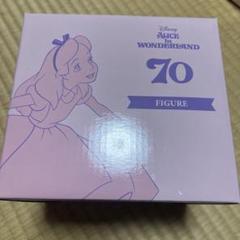 Disney
ALICE
in
WONDERLAND
70
FIGURE